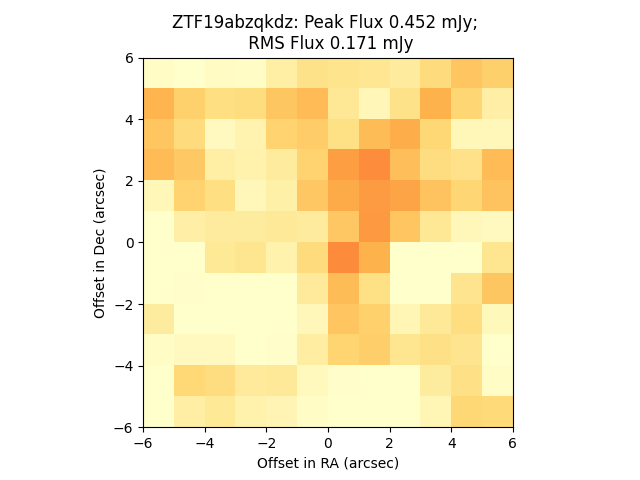 ZTF19abzqkdz: Peak Flux 0.452 mJy;
RMS Flux 0.171 mJy
6
4
2
0
−2
−4
−6
Offset in Dec (arcsec)
−6 −4 −2 0 2 4 6
Offset in RA (arcsec)